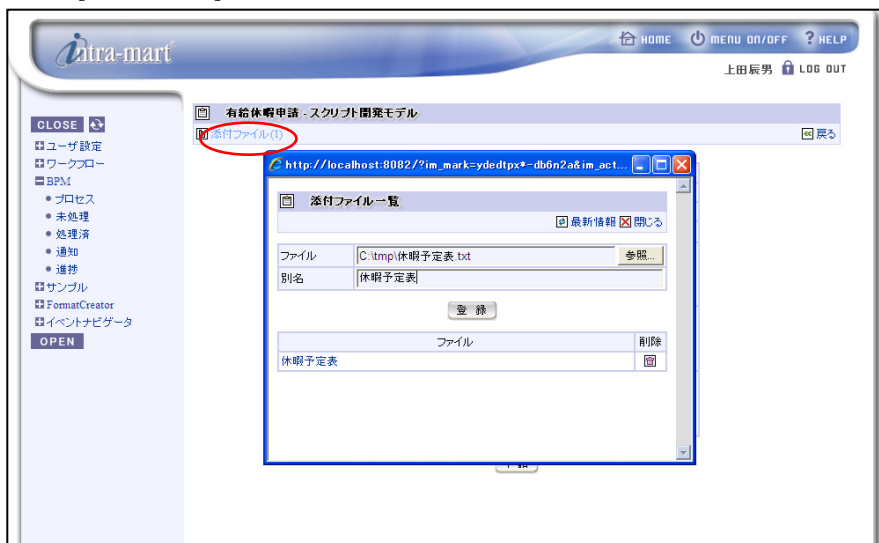 intra-mart
HOME MENU ON/OFF ? HELP
上田辰男 LOG OUT
CLOSE
ユーザ設定
ワークフロー
BPM
プロセス
未処理
処理済
通知
進捗
サンプル
FormatCreator
イベントナビゲータ
OPEN
有給休暇申請 - スクリプト開発モデル
添付ファイル(1)
戻る
http://localhost:8082/?im_mark=ydedtpx*-db6n2a&im_act...
添付ファイル一覧
最新情報 閉じる
ファイル C:\tmp\休暇予定表.txt 参照...
別名 休暇予定表
登 録
ファイル 削除
休暇予定表